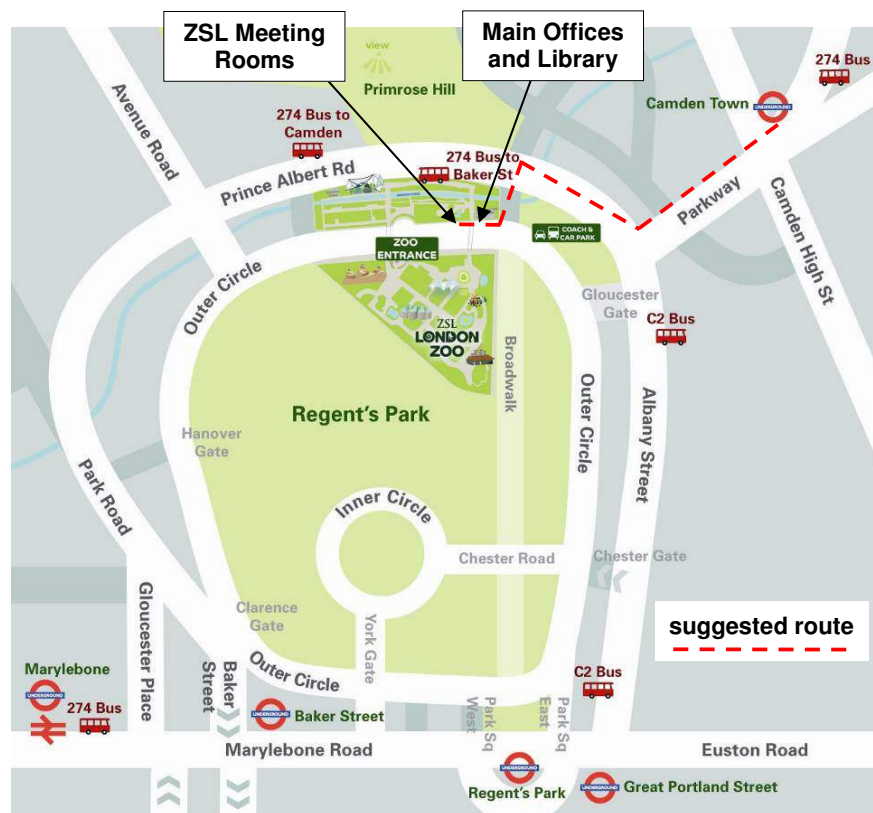 ZSL Meeting
Rooms
Main Offices
and Library
view
Primrose Hill
274 Bus
Camden Town
UNDERGROUND
Avenue Road
274 Bus to
Camden
274 Bus to
Baker St
Prince Albert Rd
Parkway
Camden High St
COACH &
CAR PARK
ZOO
ENTRANCE
Outer Circle
Gloucester
Gate
C2 Bus
ZSL
LONDON
ZOO
Broadwalk
Outer Circle
Albany Street
Regent's Park
Hanover
Gate
Park Road
Inner Circle
Chester Road
Chester Gate
Gloucester Place
Clarence
Gate
York Gate
suggested route
Marylebone
UNDERGROUND
274 Bus
Baker
Street
Outer Circle
UNDERGROUND
Baker Street
C2 Bus
Park Sq
West
Park Sq
East
Marylebone Road
Euston Road
UNDERGROUND
Regent's Park
UNDERGROUND
Great Portland Street